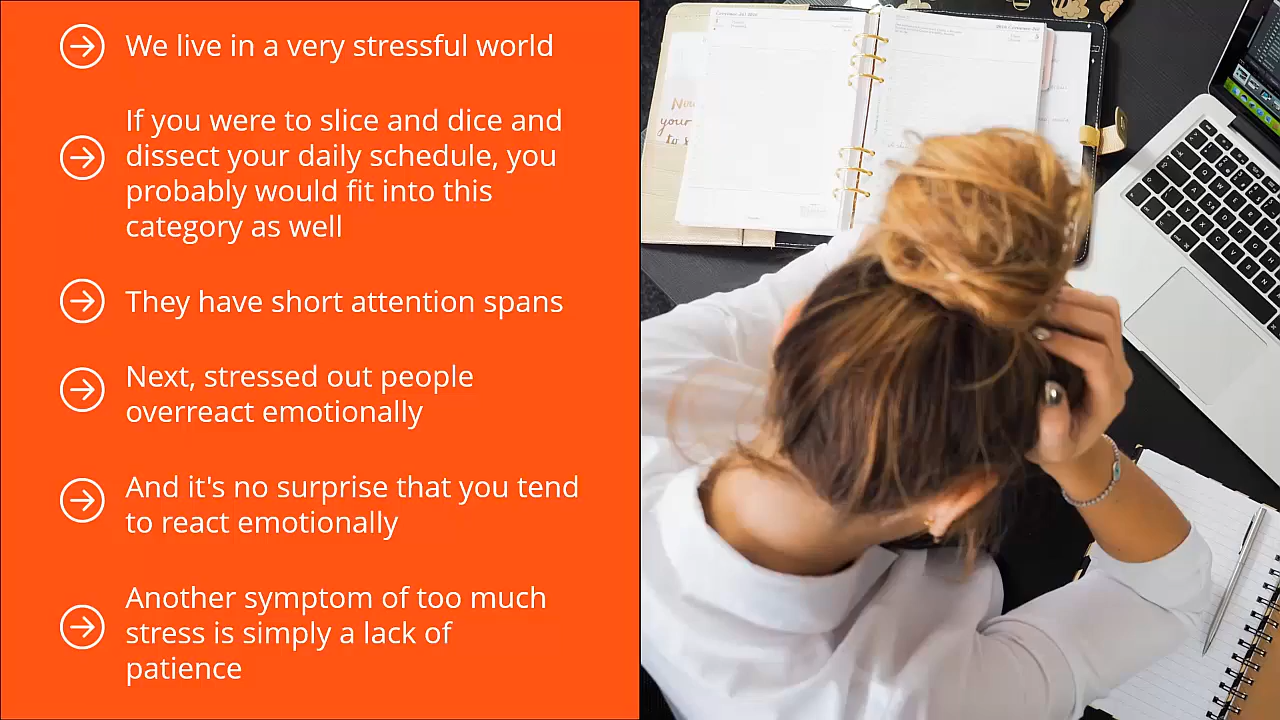 We live in a very stressful world
If you were to slice and dice and
dissect your daily schedule, you
probably would fit into this
category as well
They have short attention spans
Next, stressed out people
overreact emotionally
And it's no surprise that you tend
to react emotionally
Another symptom of too much
stress is simply a lack of
patience
your